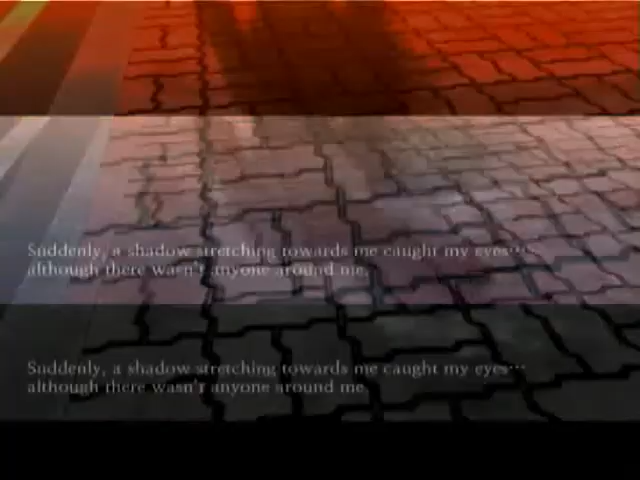 Suddenly, a shadow stretching towards me caught my eyes…
although there wasn't anyone around me.
Suddenly, a shadow stretching towards me caught my eyes…
although there wasn't anyone around me.